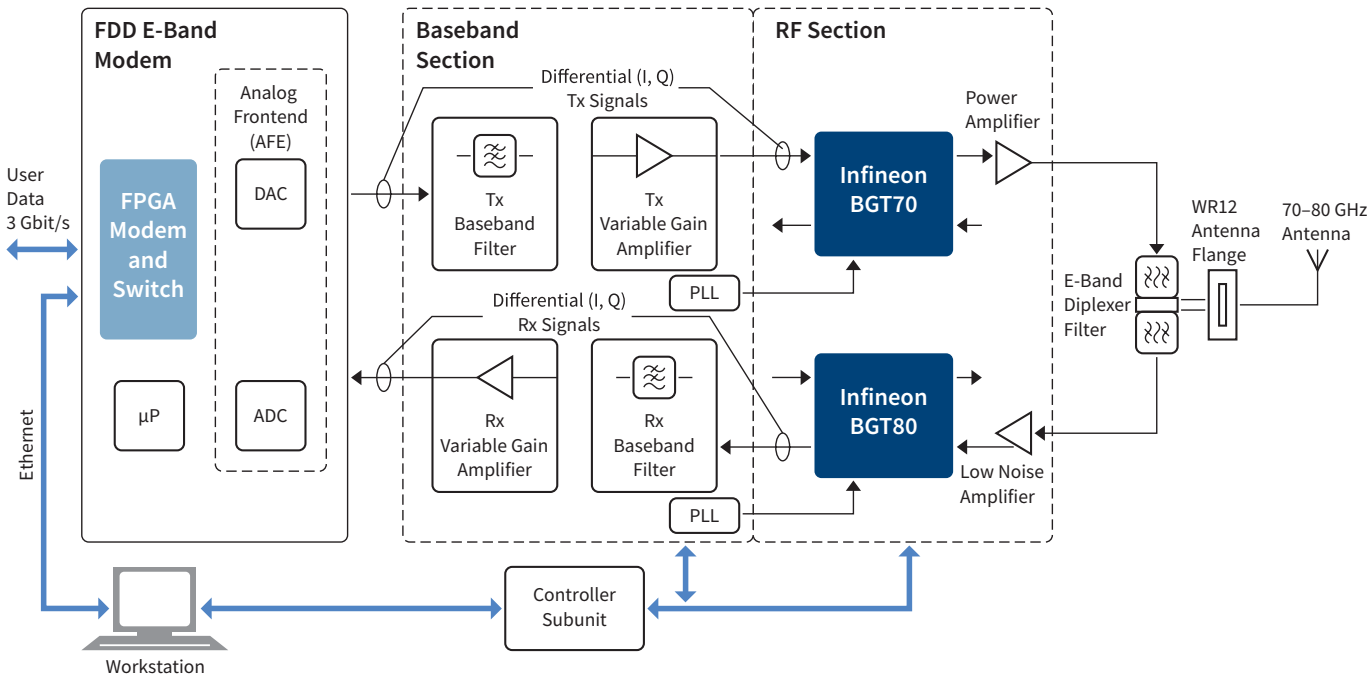 FDD E-Band
Modem
Analog
Frontend
(AFE)
DAC
ADC
FPGA
Modem
and
Switch
µP
User
Data
3 Gbit/s
Ethernet
Baseband
Section
Differential (I, Q)
Tx Signals
Tx
Baseband
Filter
Tx
Variable Gain
Amplifier
PLL
Differential (I, Q)
Rx Signals
Rx
Variable Gain
Amplifier
Rx
Baseband
Filter
PLL
RF Section
Infineon
BGT70
Power
Amplifier
Infineon
BGT80
Low Noise
Amplifier
E-Band
Diplexer
Filter
WR12
Antenna
Flange
70–80 GHz
Antenna
Controller
Subunit
Workstation